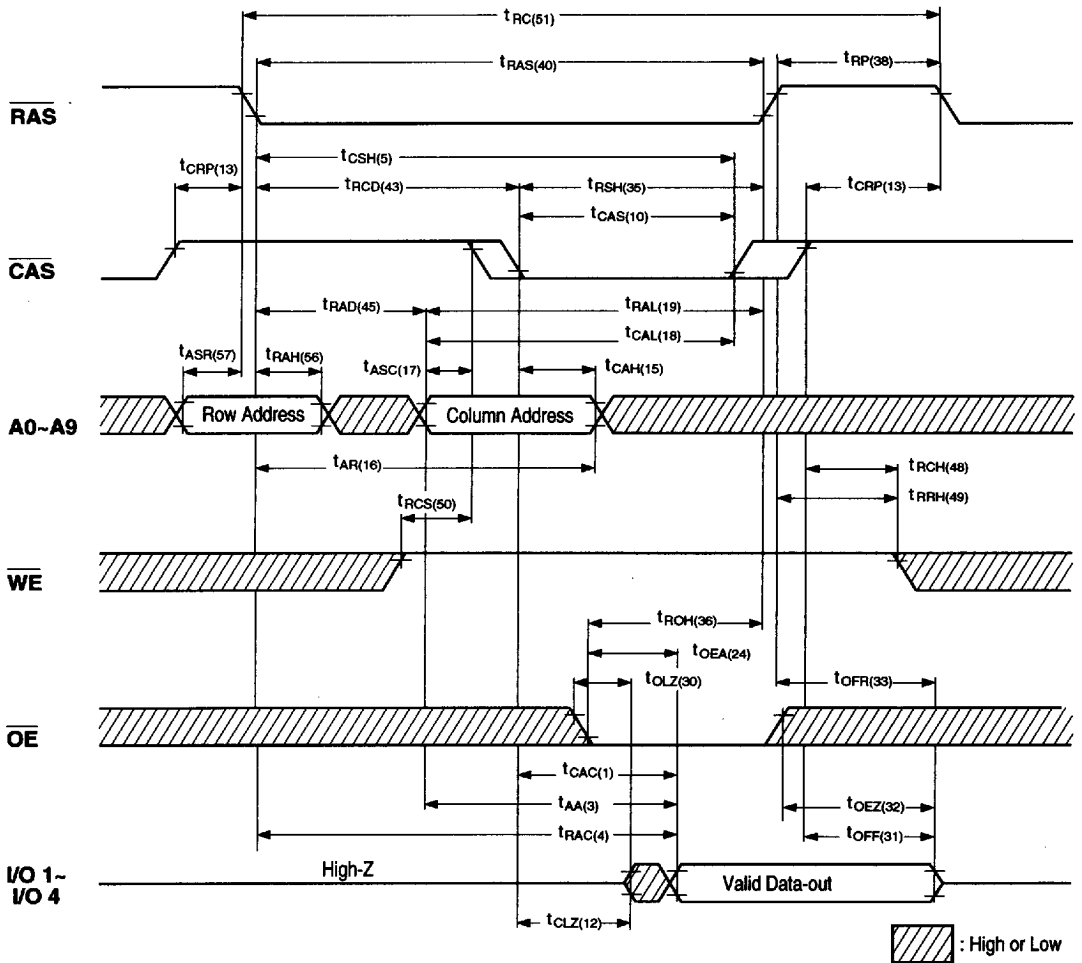 tRC(51)
tRAS(40)
tRP(38)
RAS
tCSH(5)
tCRP(13)
tRCD(43)
tRSH(35)
tCRP(13)
tCAS(10)
CAS
tRAD(45)
tRAL(19)
tCAL(18)
tASR(57)
tRAH(56)
tASC(17)
tCAH(15)
A0~A9
Row Address
Column Address
tAR(16)
tRCH(48)
tRCS(50)
tRRH(49)
WE
tROH(36)
tOEA(24)
tOLZ(30)
tOFR(33)
OE
tCAC(1)
tAA(3)
tOEZ(32)
tRAC(4)
tOFF(31)
I/O 1~
I/O 4
High-Z
Valid Data-out
tCLZ(12)
: High or Low